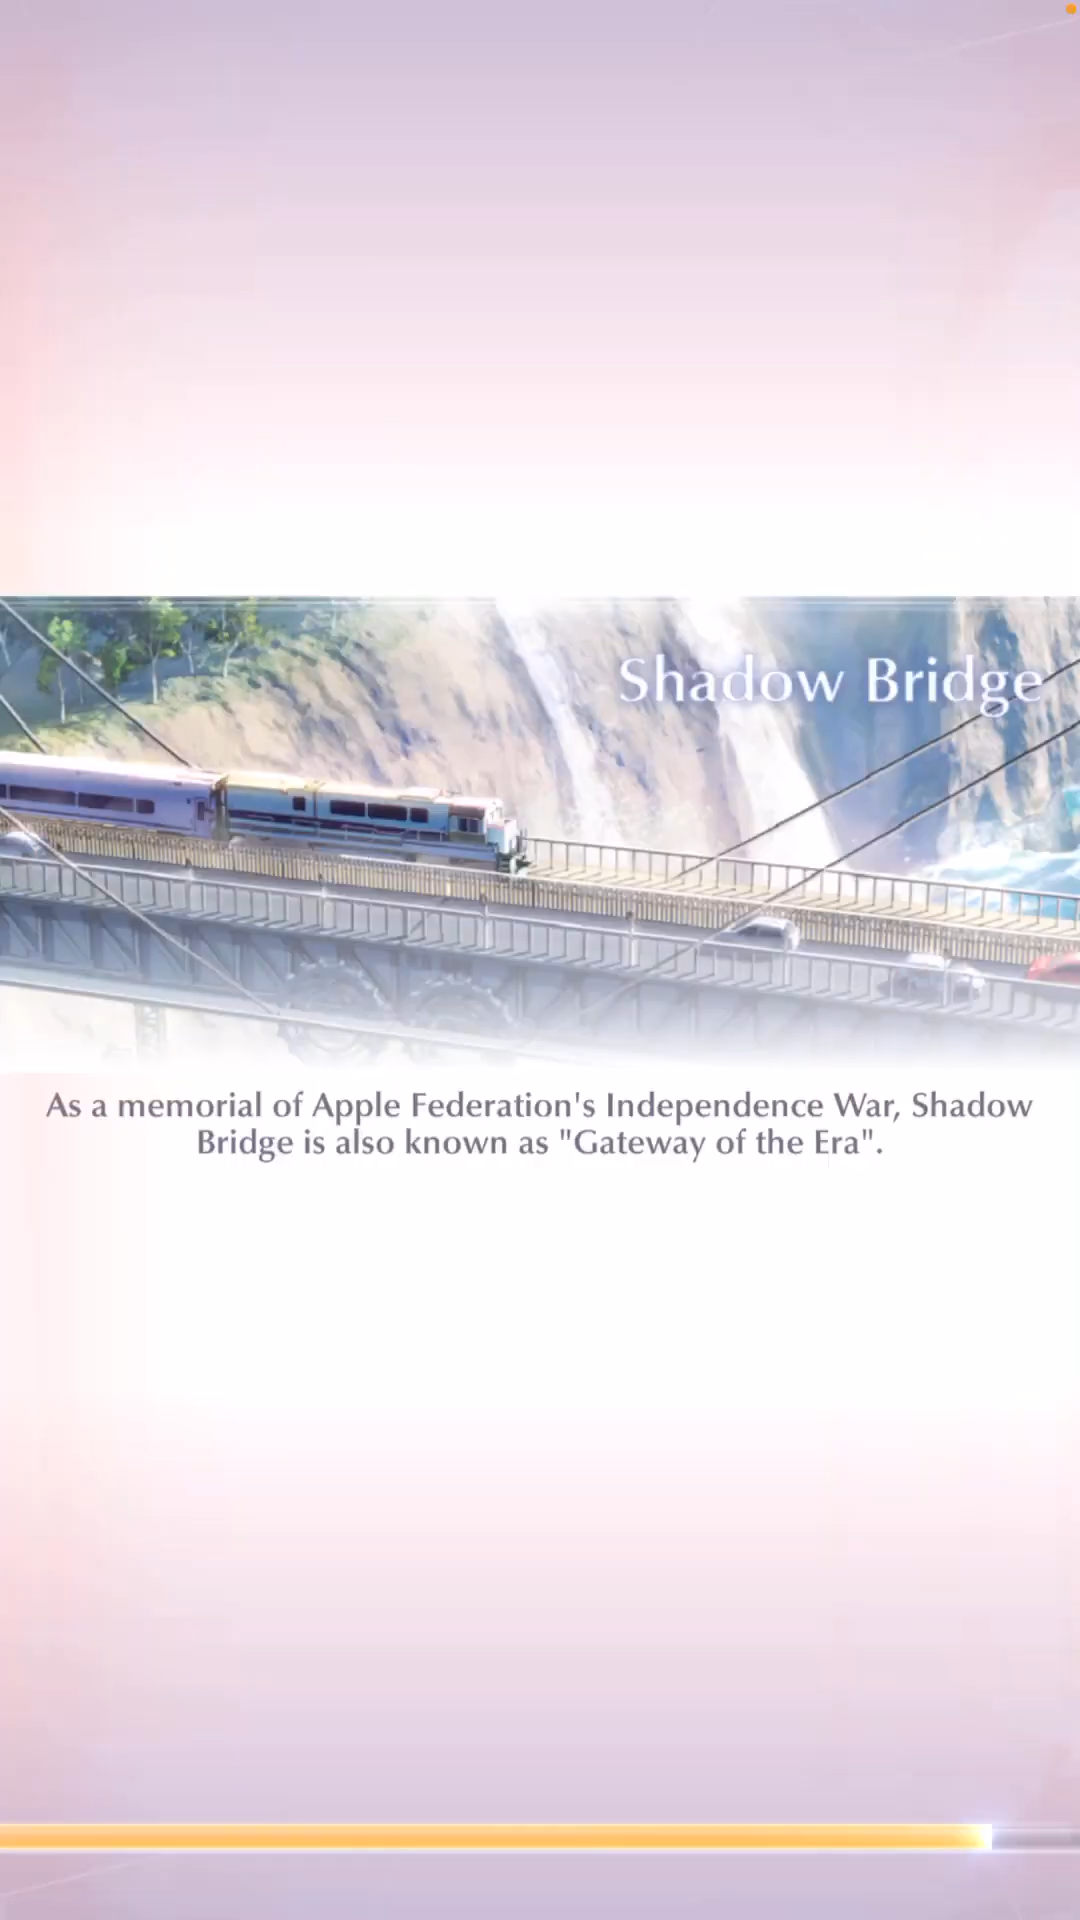 Shadow Bridge
As a memorial of Apple Federation's Independence War, Shadow
Bridge is also known as "Gateway of the Era".